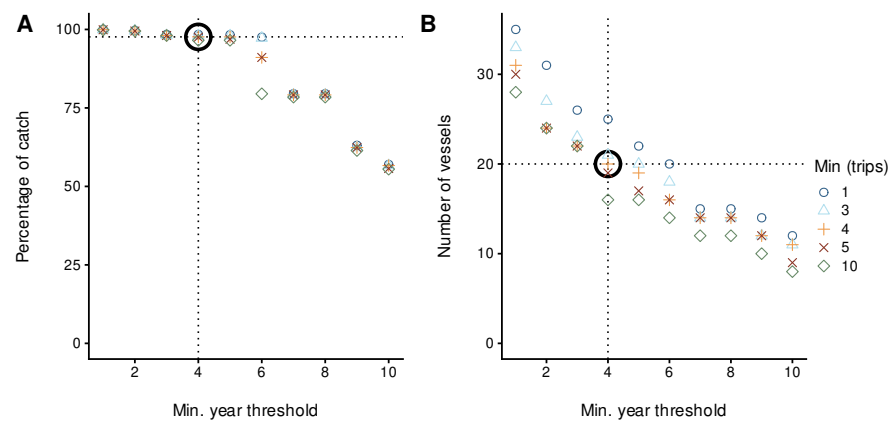 A
Percentage of catch
100
75
50
25
0
2 4 6 8 10
Min. year threshold
B
Number of vessels
30
20
10
0
2 4 6 8 10
Min. year threshold
Min (trips)
1
3
4
5
10